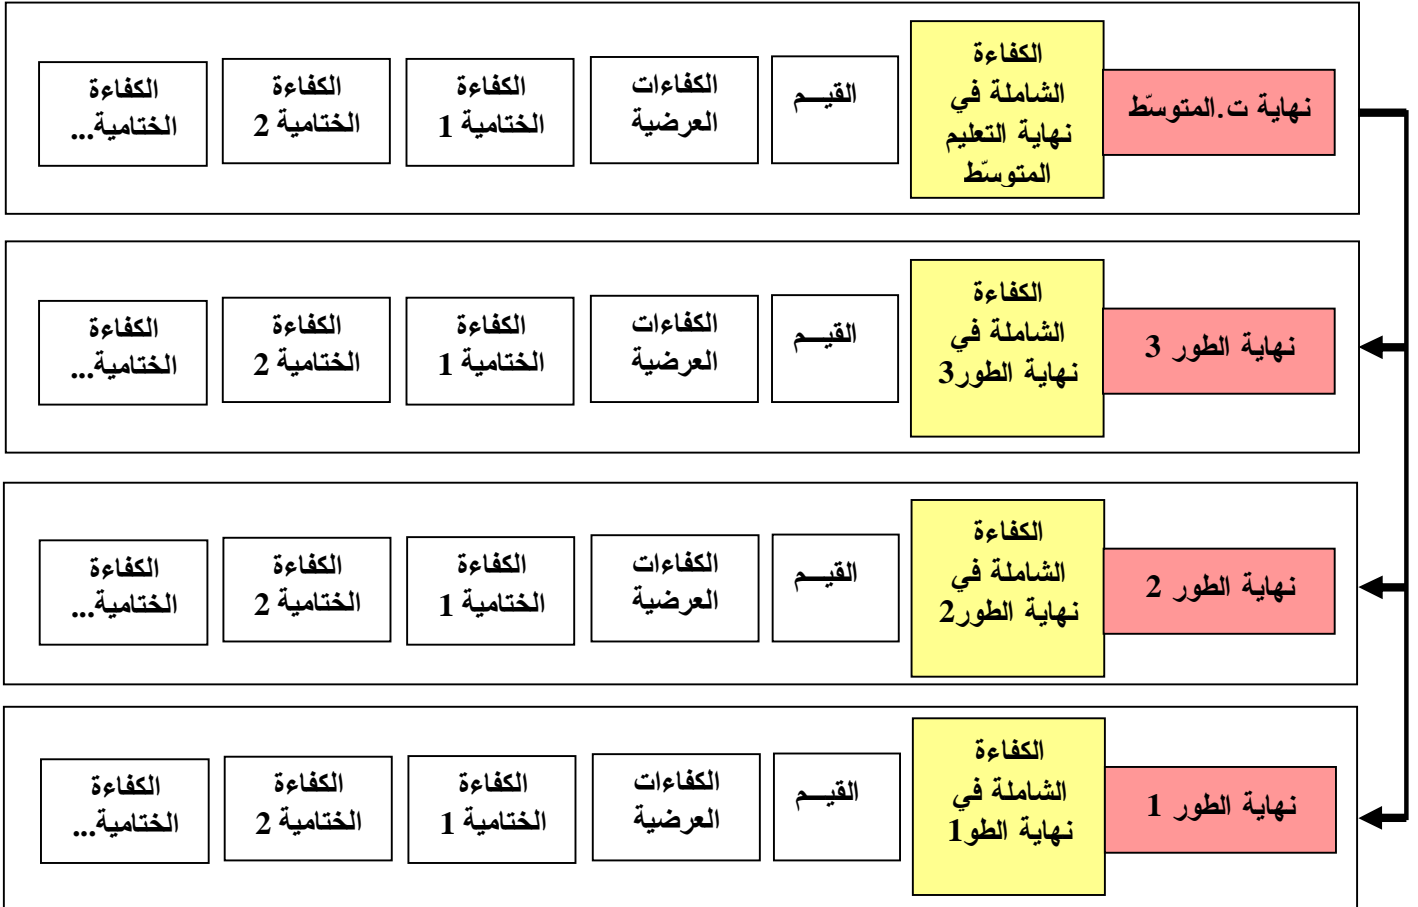 نهاية ت.المتوسّط
الكفاءة
الشاملة في
نهاية التعليم
المتوسّط
القيـــم
الكفاءات
العرضية
الكفاءة
الختامية 1
الكفاءة
الختامية 2
الكفاءة
الختامية...
نهاية الطور 3
الكفاءة
الشاملة في
نهاية الطور3
القيـــم
الكفاءات
العرضية
الكفاءة
الختامية 1
الكفاءة
الختامية 2
الكفاءة
الختامية...
نهاية الطور 2
الكفاءة
الشاملة في
نهاية الطور2
القيـــم
الكفاءات
العرضية
الكفاءة
الختامية 1
الكفاءة
الختامية 2
الكفاءة
الختامية...
نهاية الطور 1
الكفاءة
الشاملة في
نهاية الطو1
القيـــم
الكفاءات
العرضية
الكفاءة
الختامية 1
الكفاءة
الختامية 2
الكفاءة
الختامية...